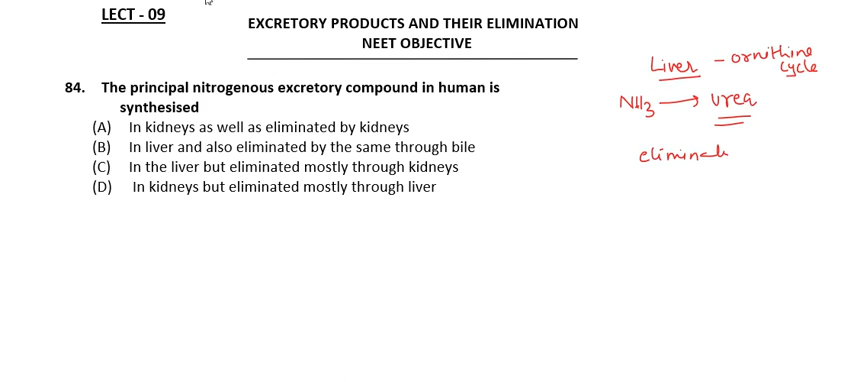 LECT - 09
EXCRETORY PRODUCTS AND THEIR ELIMINATION
NEET OBJECTIVE
84. The principal nitrogenous excretory compound in human is
synthesised
(A) In kidneys as well as eliminated by kidneys
(B) In liver and also eliminated by the same through bile
(C) In the liver but eliminated mostly through kidneys
(D) In kidneys but eliminated mostly through liver
Liver - ornithine
cycle
NH3 → urea
eliminate